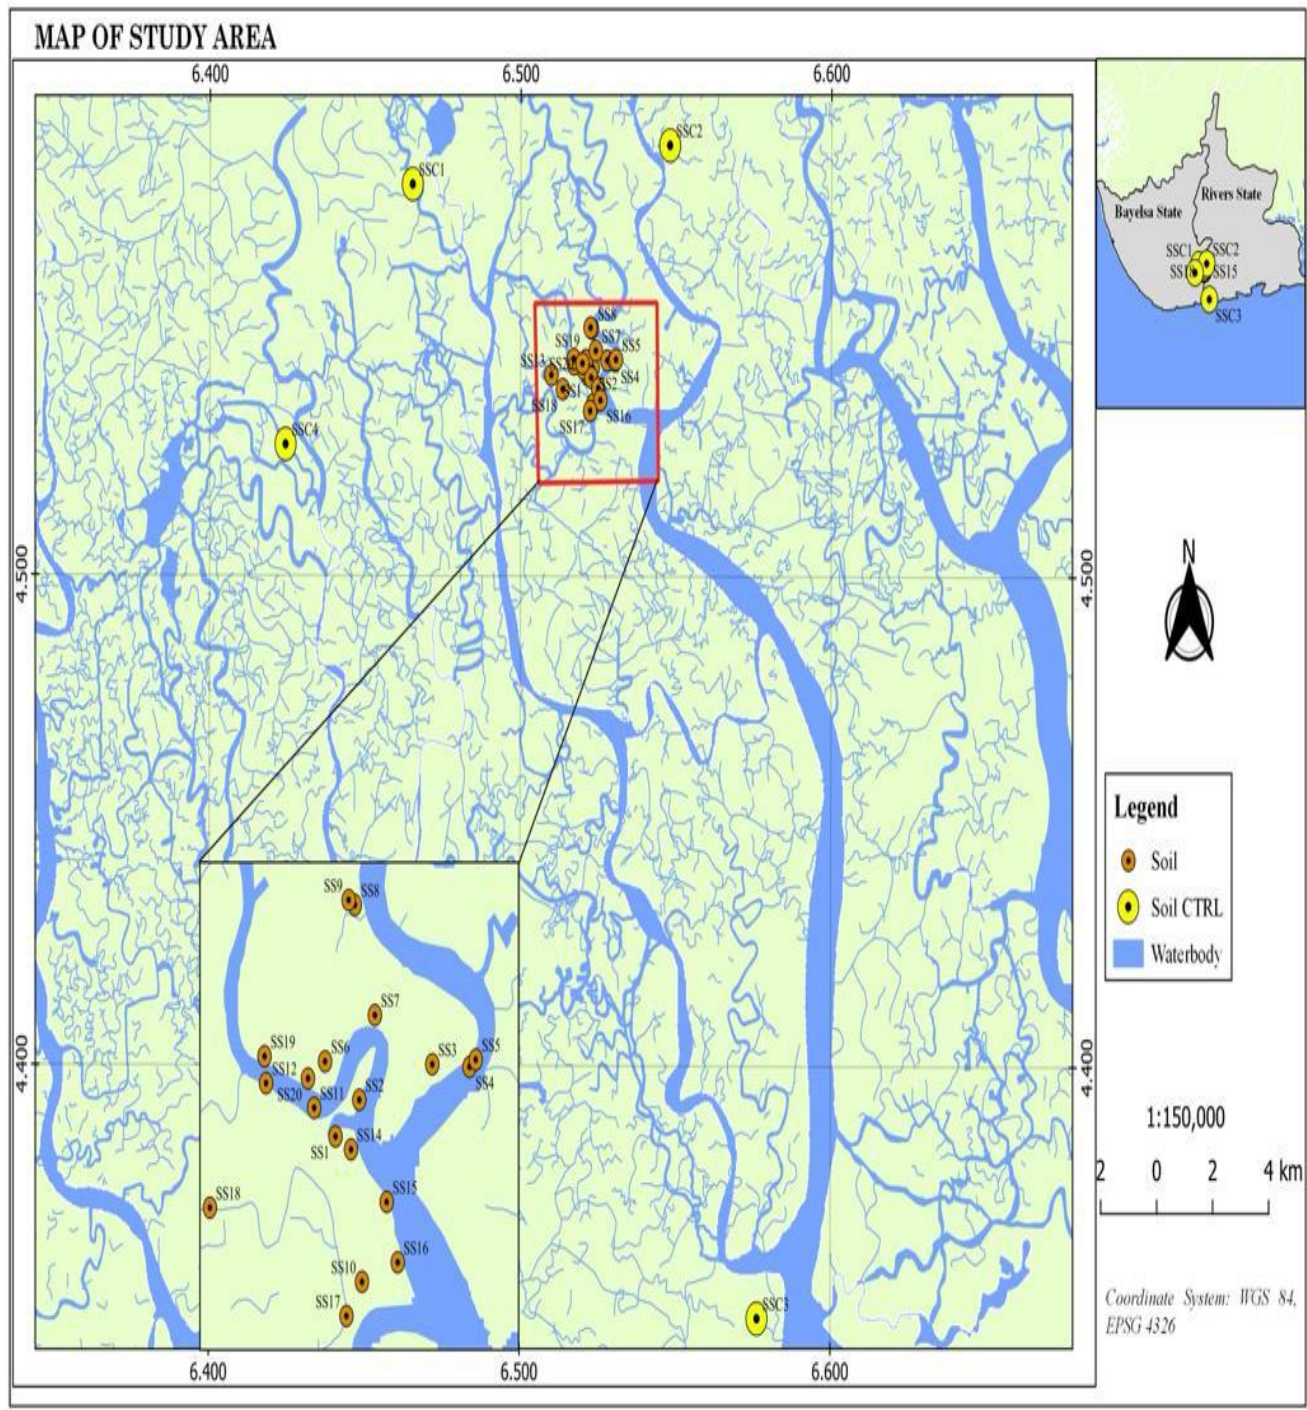 MAP OF STUDY AREA
6.400 6.500 6.600
SSC2
SSC1
Rivers State
Bayelsa State
SSC1 SSC2
SS15
SSC3
SS8
SS7
SS19
SS5
SS13
SS4
SS1
SS2
SS18
SS16
SS17
SSC4
4.500 4.500
N
Legend
Soil
Soil CTRL
Waterbody
SS9 SS8
SS7
SS19
SS6
SS3
SS5
SS12
SS4
SS20
SS11
SS2
SS14
SS1
SS18
SS15
SS16
SS10
SS17
SSC3
4.400 4.400
1:150,000
2 0 2 4 km
Coordinate System: WGS 84,
EPSG 4326
6.400 6.500 6.600